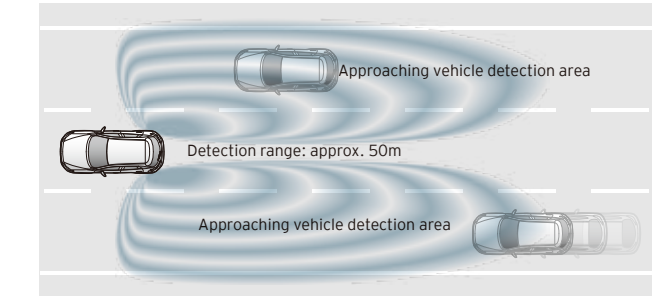 Approaching vehicle detection area
Detection range: approx. 50m
Approaching vehicle detection area